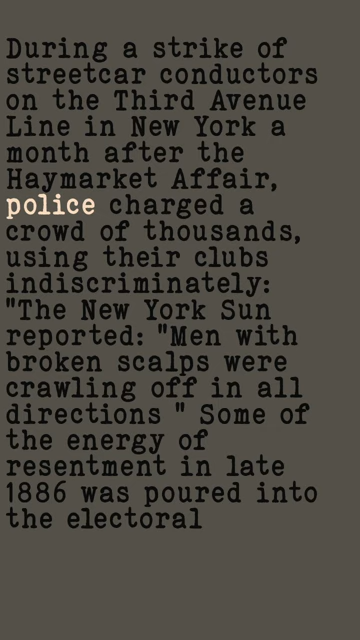 During a strike of
streetcar conductors
on the Third Avenue
Line in New York a
month after the
Haymarket Affair,
police charged a
crowd of thousands,
using their clubs
indiscriminately:
"The New York Sun
reported: "Men with
broken scalps were
crawling off in all
directions " Some of
the energy of
resentment in late
1886 was poured into
the electoral